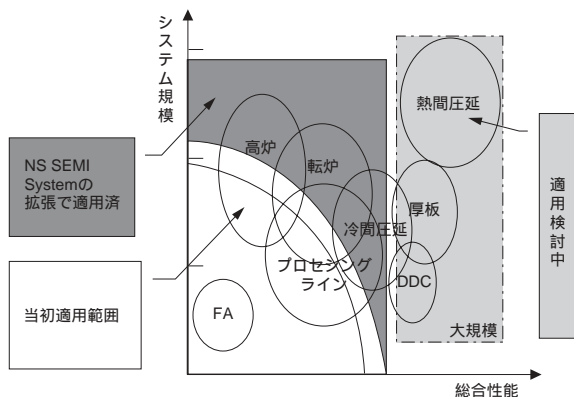 システム規模
熱間圧延
高炉
転炉
NS SEMI
Systemの
拡張で適用済
厚板
冷間圧延
プロセシング
ライン
DDC
適用検討中
当初適用範囲
FA
大規模
総合性能